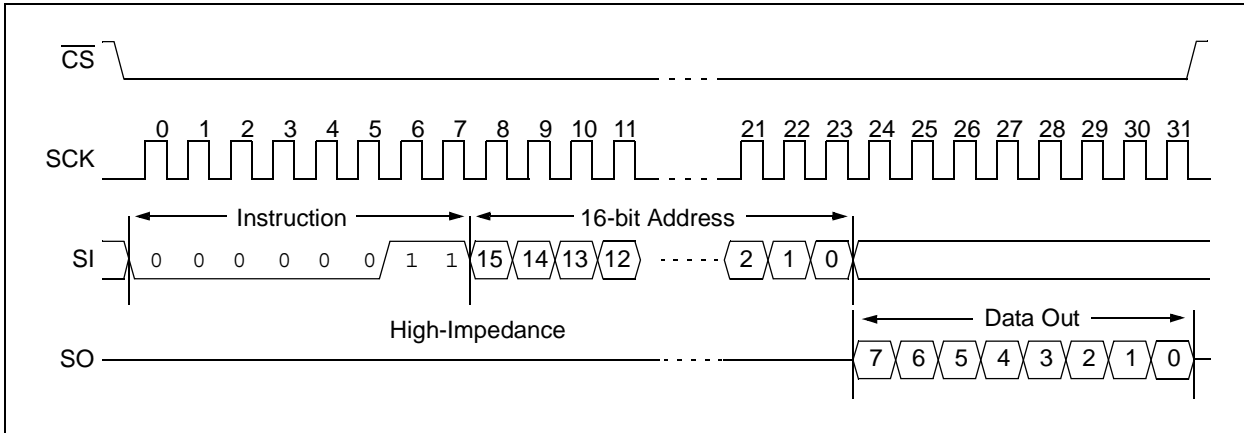 CS
0 1 2 3 4 5 6 7 8 9 10 11 21 22 23 24 25 26 27 28 29 30 31
SCK
Instruction 16-bit Address
SI 0 0 0 0 0 0 1 1 15 14 13 12 2 1 0
High-Impedance Data Out
SO 7 6 5 4 3 2 1 0